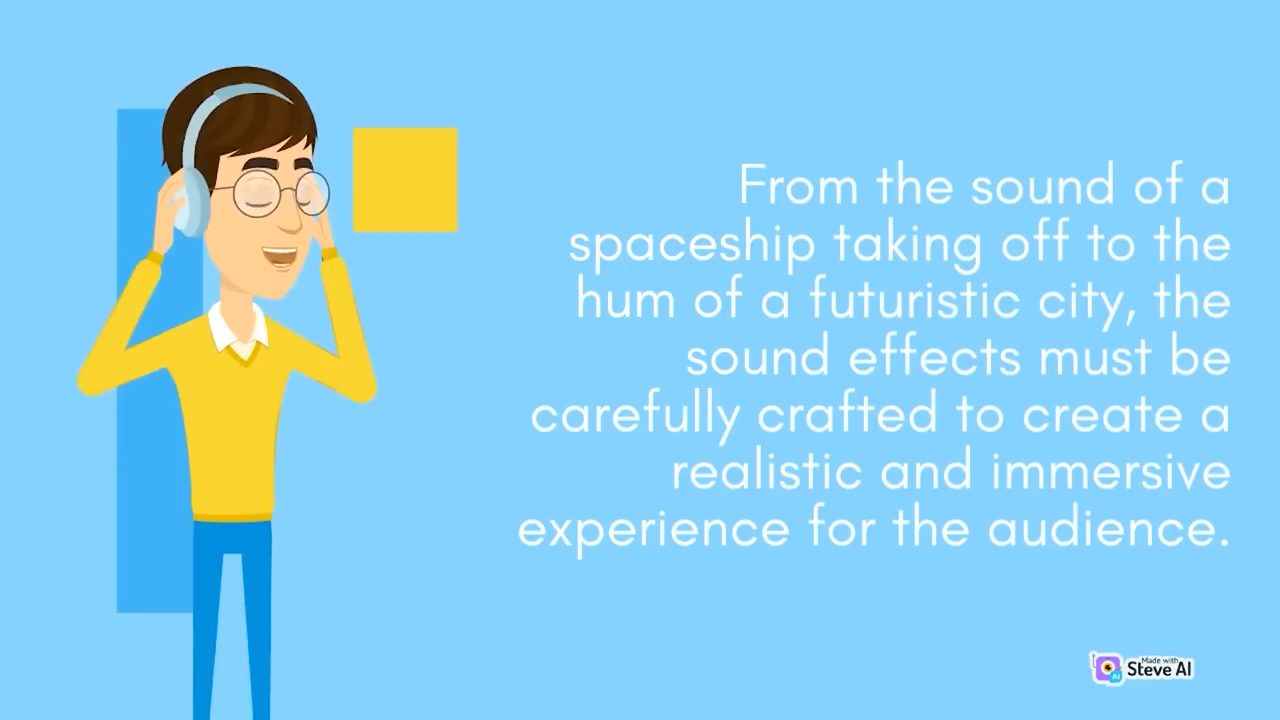 From the sound of a
spaceship taking off to the
hum of a futuristic city, the
sound effects must be
carefully crafted to create a
realistic and immersive
experience for the audience.
Made with
Steve AI
AI